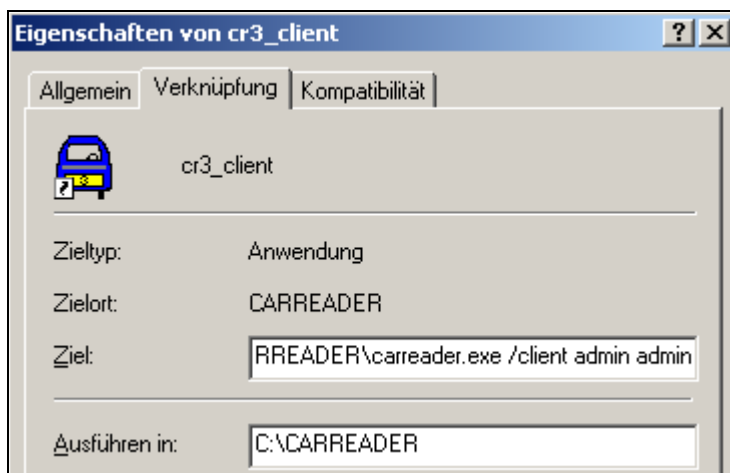 Eigenschaften von cr3_client
Allgemein Verknüpfung Kompatibilität
3
cr3_client
Zieltyp: Anwendung
Zielort: CARREADER
Ziel: RREADER\carreader.exe /client admin admin
Ausführen in: C:\CARREADER